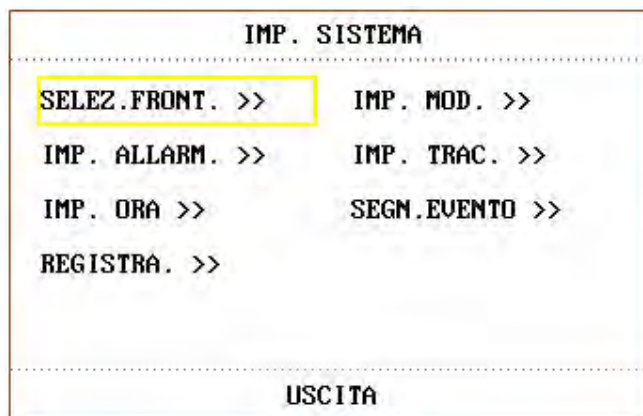 IMP. SISTEMA
SELEZ.FRONT. >> IMP. MOD. >>
IMP. ALLARM. >> IMP. TRAC. >>
IMP. ORA >> SEGN.EVENTO >>
REGISTRA. >>
USCITA